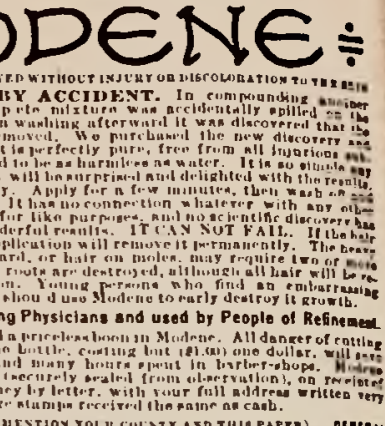 ODENE
ED WITHOUT INJURY OR DISCOLORATION TO THE
BY ACCIDENT. In compounding
plete mixture was accidentally spilled on the
n washing afterward it was discovered that the
moved. We purchased the new discovery and
t is perfectly pure, free from all injurious
d to be as harmless as water. It is so simple any
will be surprised and delighted with the results.
y. Apply for a few minutes, then wash off and
It has no connection whatever with any oth-
for like purposes, and no scientific discovery has
derful results. IT CAN NOT FAIL. If the hair
plication will remove it permanently. The heavy
ard, or hair on moles, may require two or more
roots are destroyed, although all hair will be re-
on. Young persons who find an embarrassing
shou d use Modene to early destroy it growth.
ng Physicians and used by People of Refinement.
l a priceless boon in Modene. All danger of cutting
e bottle, costing but ($1.00) one dollar, will save
and many hours spent in barber-shops.
(securely sealed from observation), on receipt of
ney by letter, with your full address written very
e stamps received the same as cash.
MENTION YOUR COUNTY AND THIS PAPER)